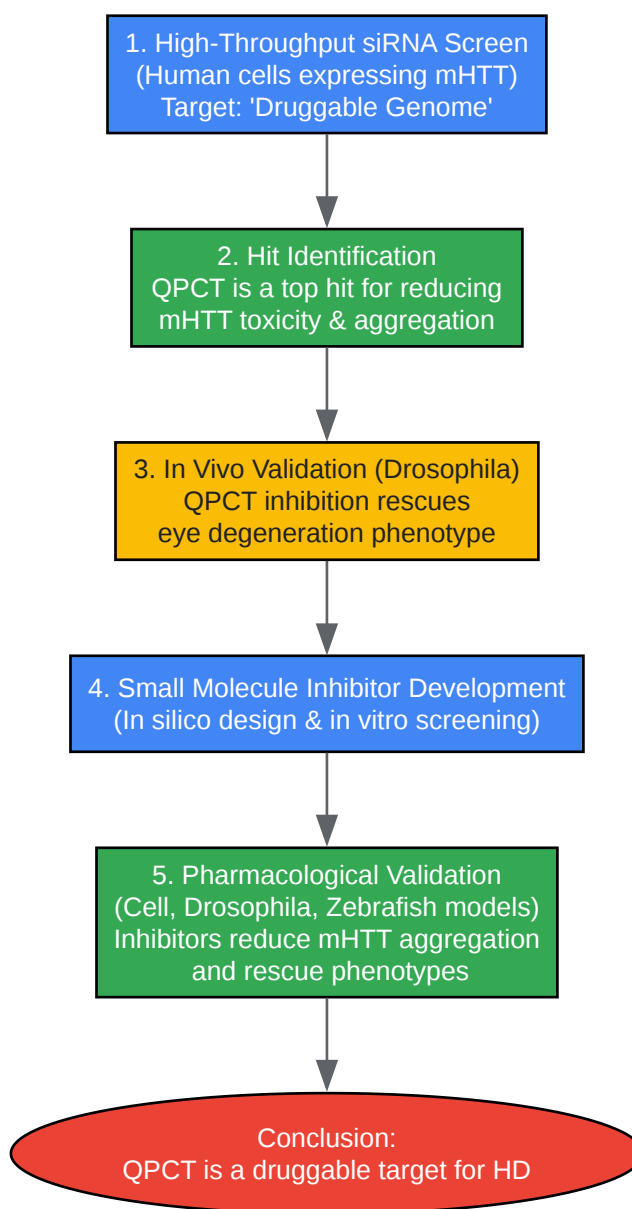 1. High-Throughput siRNA Screen
(Human cells expressing mHTT)
Target: 'Druggable Genome'
2. Hit Identification
QPCT is a top hit for reducing
mHTT toxicity & aggregation
3. In Vivo Validation (Drosophila)
QPCT inhibition rescues
eye degeneration phenotype
4. Small Molecule Inhibitor Development
(In silico design & in vitro screening)
5. Pharmacological Validation
(Cell, Drosophila, Zebrafish models)
Inhibitors reduce mHTT aggregation
and rescue phenotypes
Conclusion:
QPCT is a druggable target for HD